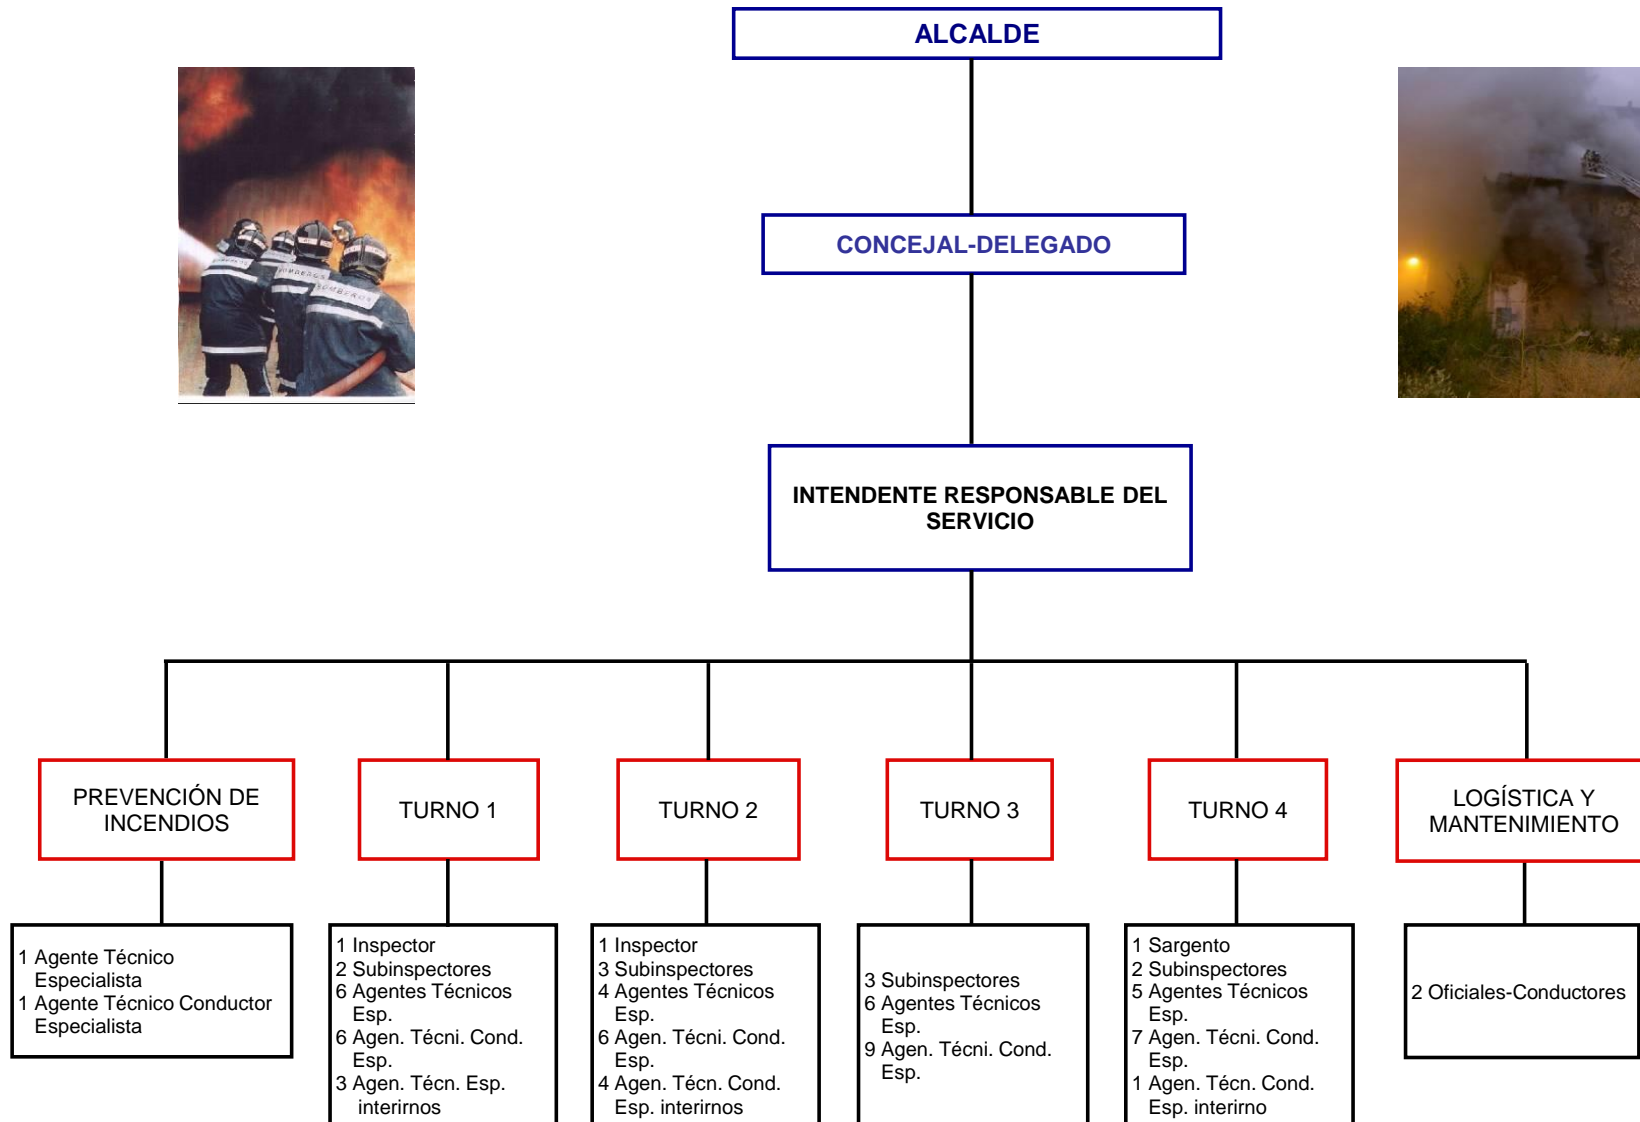 ALCALDE
CONCEJAL-DELEGADO
INTENDENTE RESPONSABLE DEL
SERVICIO
PREVENCIÓN DE
INCENDIOS
TURNO 1
TURNO 2
TURNO 3
TURNO 4
LOGÍSTICA Y
MANTENIMIENTO
1 Agente Técnico
Especialista
1 Agente Técnico Conductor
Especialista
1 Inspector
2 Subinspectores
6 Agentes Técnicos
Esp.
6 Agen. Técni. Cond.
Esp.
3 Agen. Técn. Esp.
interirnos
1 Inspector
3 Subinspectores
4 Agentes Técnicos
Esp.
6 Agen. Técni. Cond.
Esp.
4 Agen. Técn. Cond.
Esp. interirnos
3 Subinspectores
6 Agentes Técnicos
Esp.
9 Agen. Técni. Cond.
Esp.
1 Sargento
2 Subinspectores
5 Agentes Técnicos
Esp.
7 Agen. Técni. Cond.
Esp.
1 Agen. Técn. Cond.
Esp. interirno
2 Oficiales-Conductores
BOMBEROS
BOMBEROS
BOMBEROS